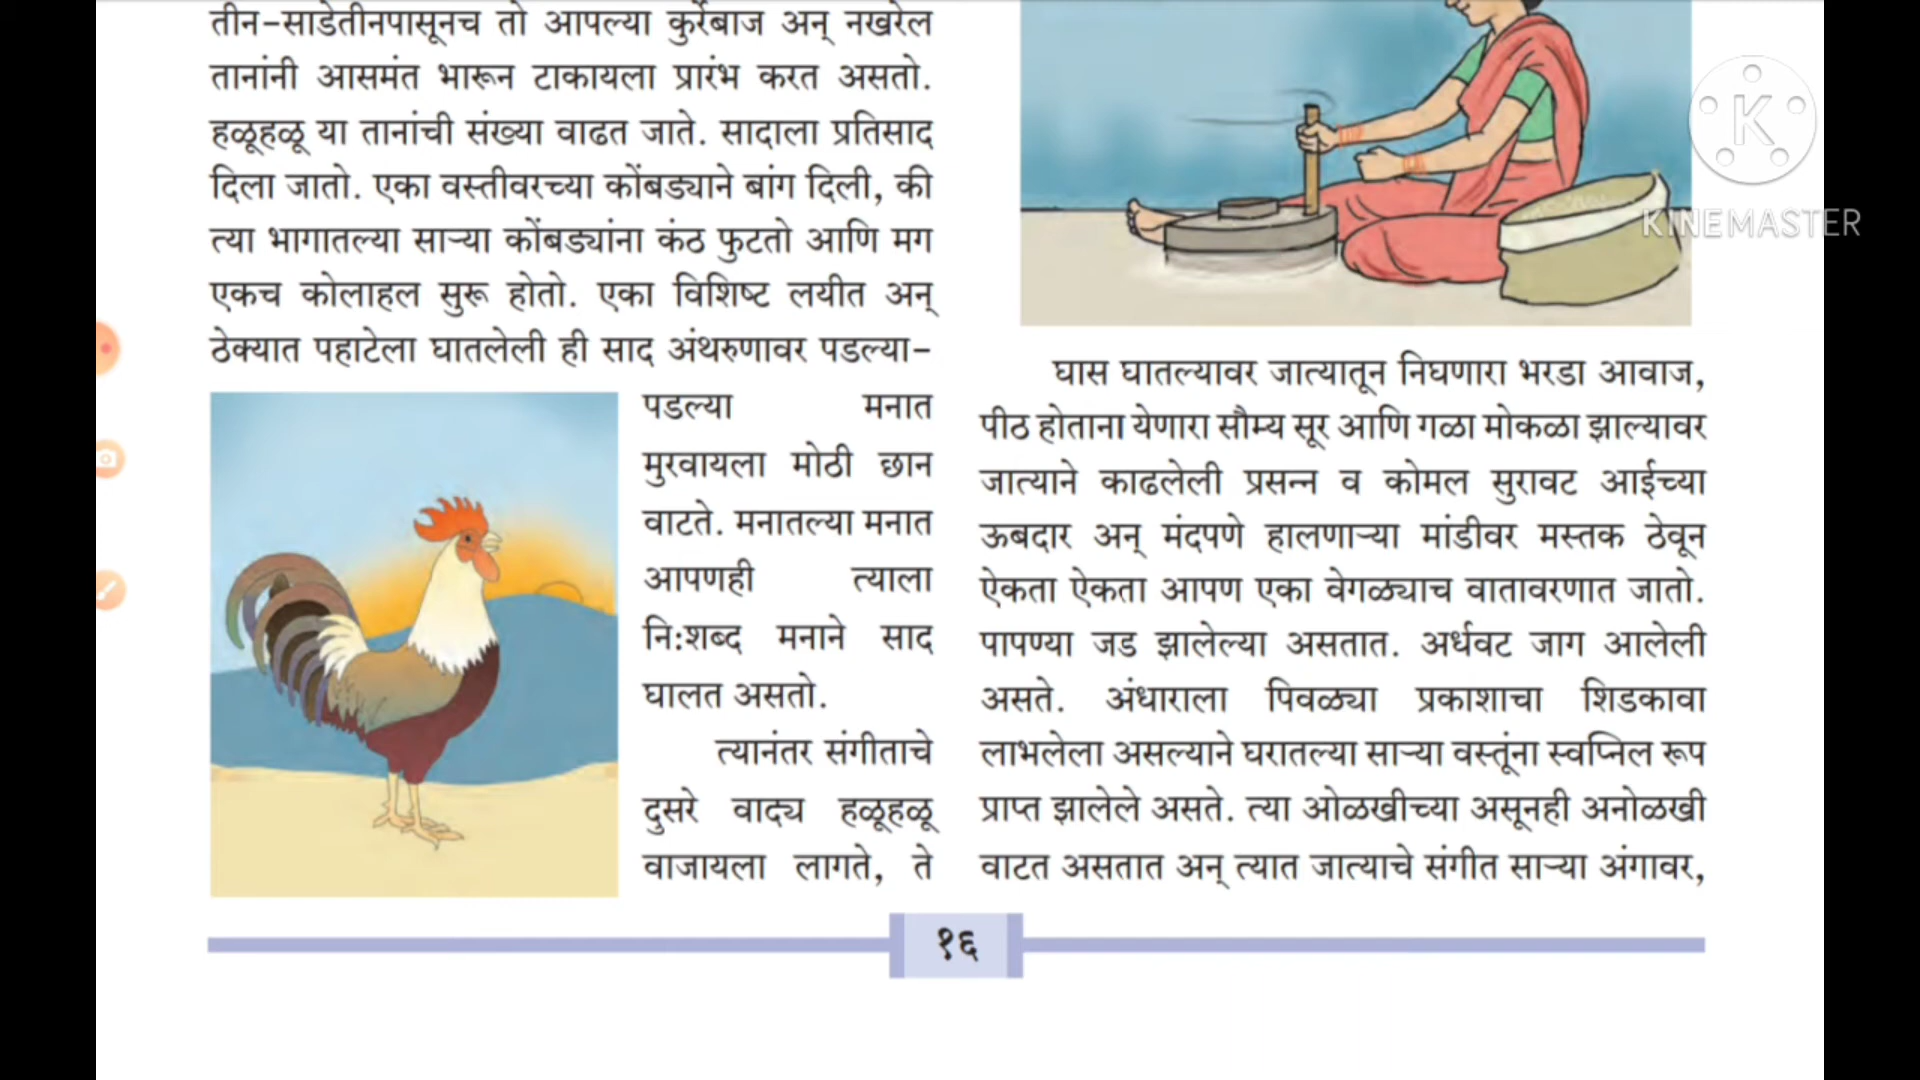 तीन-साडेतीनपासूनच तो आपल्या कुर्रेबाज अन् नखरेल
तानांनी आसमंत भारून टाकायला प्रारंभ करत असतो.
हळूहळू या तानांची संख्या वाढत जाते. सादाला प्रतिसाद
दिला जातो. एका वस्तीवरच्या कोंबड्याने बांग दिली, की
त्या भागातल्या साऱ्या कोंबड्यांना कंठ फुटतो आणि मग
एकच कोलाहल सुरू होतो. एका विशिष्ट लयीत अन्
ठेक्यात पहाटेला घातलेली ही साद अंथरुणावर पडल्या-
पडल्या मनात
मुरवायला मोठी छान
वाटते. मनातल्या मनात
आपणही त्याला
नि:शब्द मनाने साद
घालत असतो.
त्यानंतर संगीताचे
दुसरे वाद्य हळूहळू
वाजायला लागते, ते
घास घातल्यावर जात्यातून निघणारा भरडा आवाज,
पीठ होताना येणारा सौम्य सूर आणि गळा मोकळा झाल्यावर
जात्याने काढलेली प्रसन्न व कोमल सुरावट आईच्या
ऊबदार अन् मंदपणे हालणाऱ्या मांडीवर मस्तक ठेवून
ऐकता ऐकता आपण एका वेगळ्याच वातावरणात जातो.
पापण्या जड झालेल्या असतात. अर्धवट जाग आलेली
असते. अंधाराला पिवळ्या प्रकाशाचा शिडकावा
लाभलेला असल्याने घरातल्या साऱ्या वस्तूंना स्वप्निल रूप
प्राप्त झालेले असते. त्या ओळखीच्या असूनही अनोळखी
वाटत असतात अन् त्यात जात्याचे संगीत साऱ्या अंगावर,
१६
K
KINEMASTER